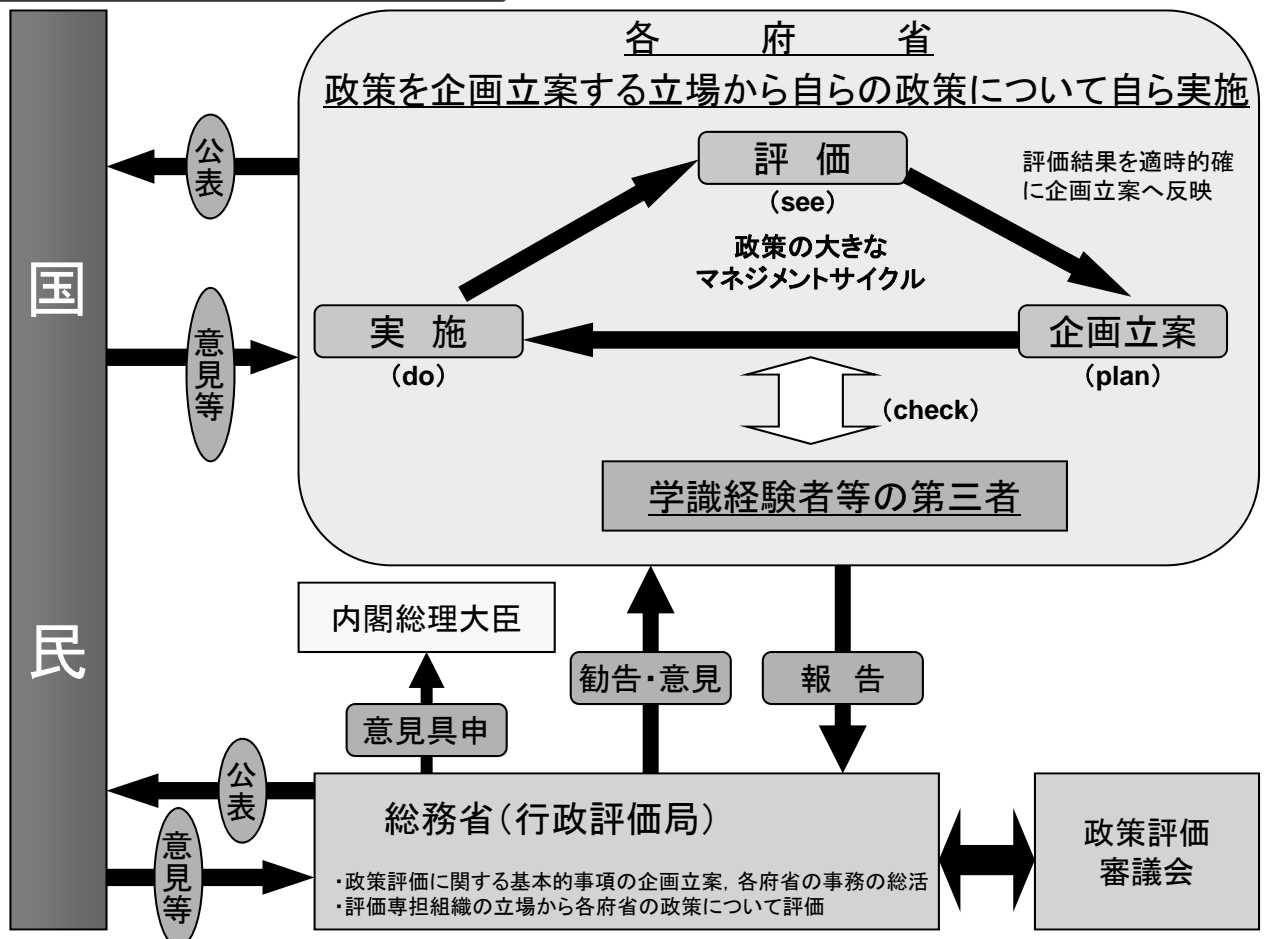 各 府 省
政策を企画立案する立場から自らの政策について自ら実施
公表
評 価
(see)
評価結果を適時的確
に企画立案へ反映
政策の大きな
マネジメントサイクル
国民
意見等
実 施
(do)
企画立案
(plan)
(check)
学識経験者等の第三者
内閣総理大臣
勧告・意見
報 告
意見具申
公表
意見等
総務省(行政評価局)
・政策評価に関する基本的事項の企画立案, 各府省の事務の総活
・評価専担組織の立場から各府省の政策について評価
政策評価
審議会